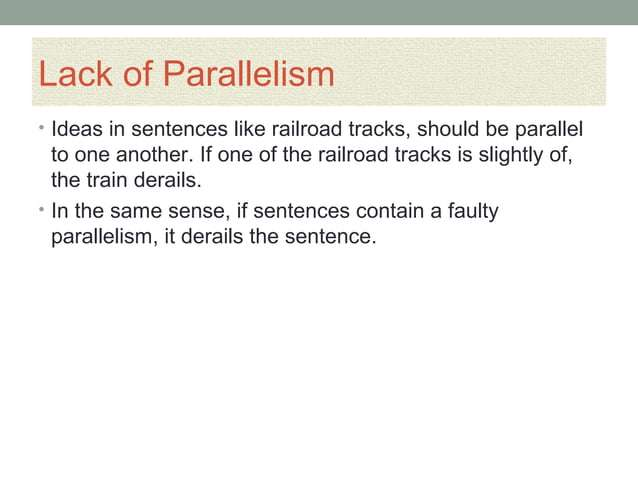 Lack of Parallelism
• Ideas in sentences like railroad tracks, should be parallel
to one another. If one of the railroad tracks is slightly of,
the train derails.
• In the same sense, if sentences contain a faulty
parallelism, it derails the sentence.